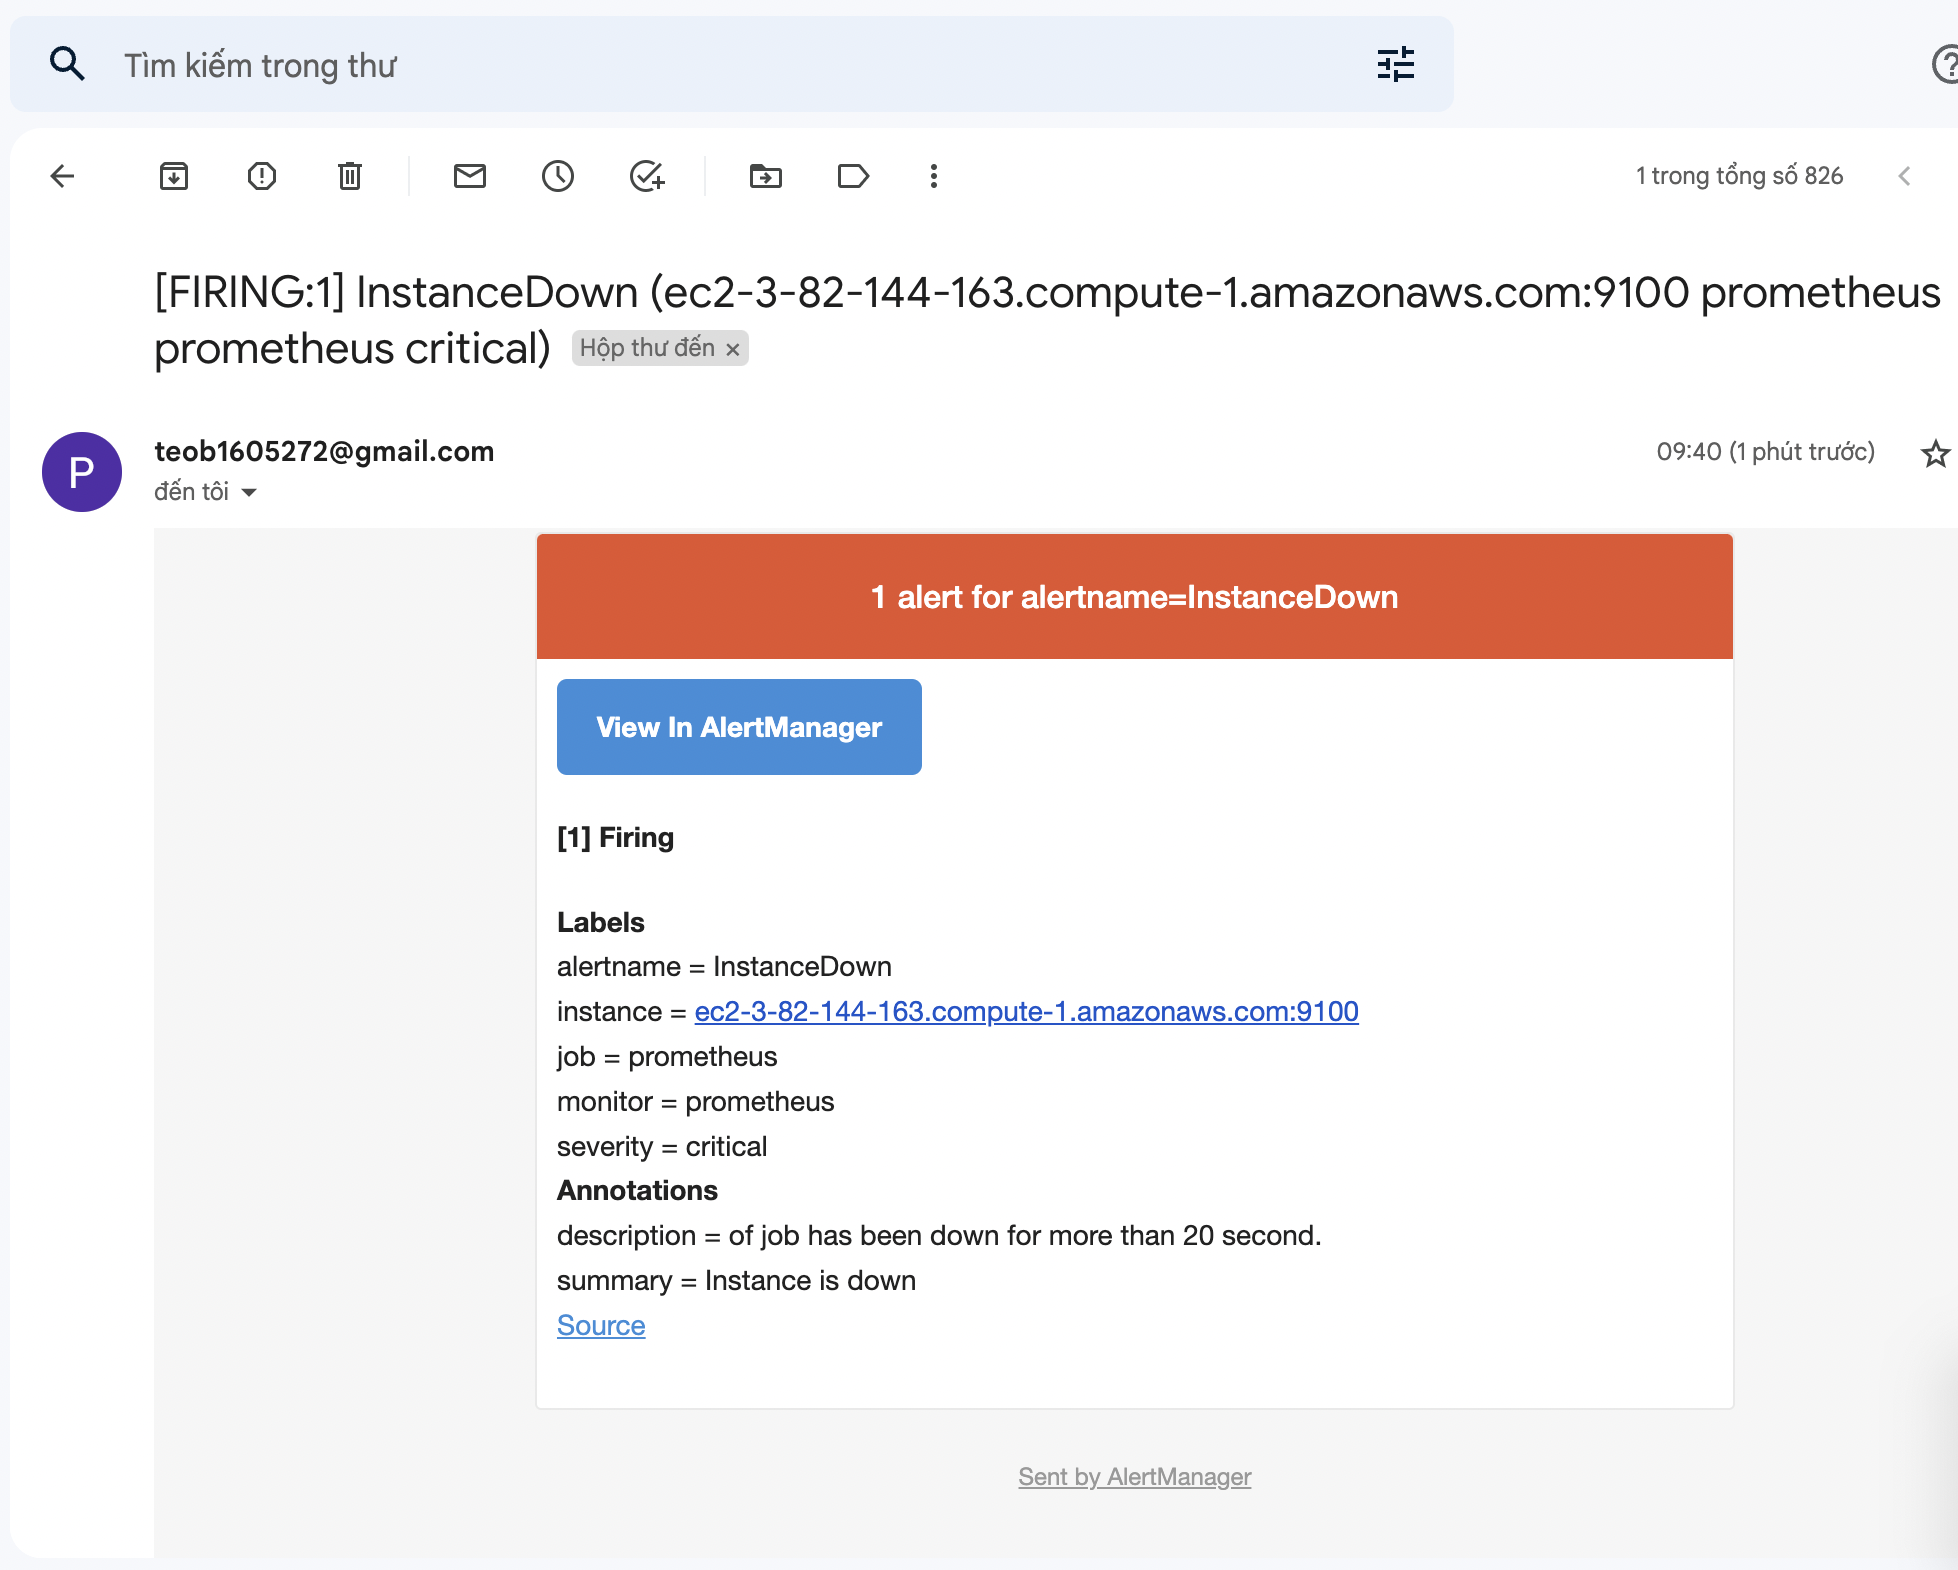 Tìm kiếm trong thư
1 trong tổng số 826
[FIRING:1] InstanceDown (ec2-3-82-144-163.compute-1.amazonaws.com:9100 prometheus
prometheus critical) Hộp thư đến ×
P
teob1605272@gmail.com
09:40 (1 phút trước)
đến tôi
1 alert for alertname=InstanceDown
View In AlertManager
[1] Firing
Labels
alertname = InstanceDown
instance = ec2-3-82-144-163.compute-1.amazonaws.com:9100
job = prometheus
monitor = prometheus
severity = critical
Annotations
description = of job has been down for more than 20 second.
summary = Instance is down
Source
Sent by AlertManager